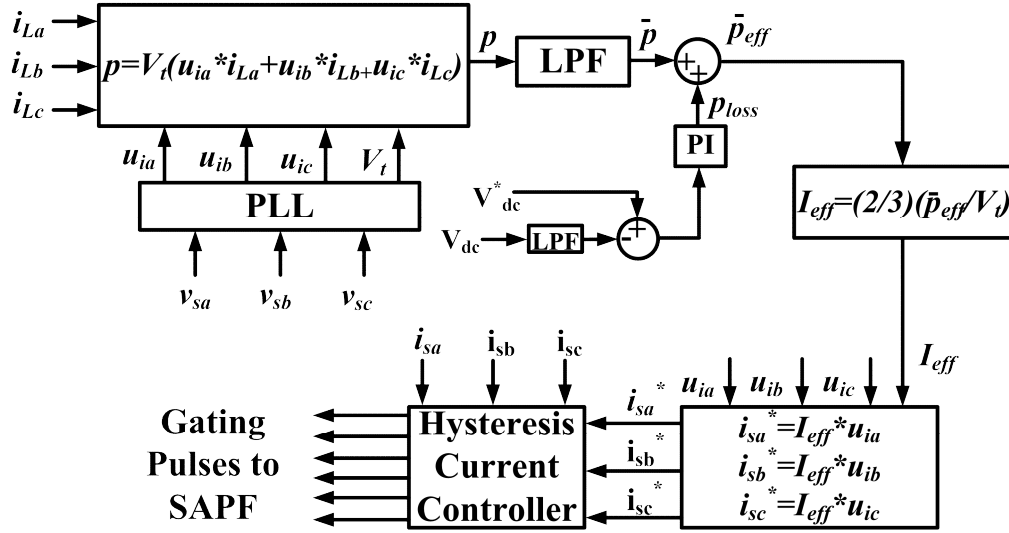 i_La
i_Lb
i_Lc
p=V_t(u_ia*i_La+u_ib*i_Lb+u_ic*i_Lc)
p
LPF
p̄
+
+
p̄_eff
p_loss
PI
u_ia
u_ib
u_ic
V_t
PLL
v_sa
v_sb
v_sc
V*_dc
V_dc
LPF
+
-
I_eff=(2/3)(p̄_eff/V_t)
I_eff
u_ia
u_ib
u_ic
i_sa*=I_eff*u_ia
i_sb*=I_eff*u_ib
i_sc*=I_eff*u_ic
i_sa*
i_sb*
i_sc*
i_sa
i_sb
i_sc
Hysteresis
Current
Controller
Gating
Pulses to
SAPF